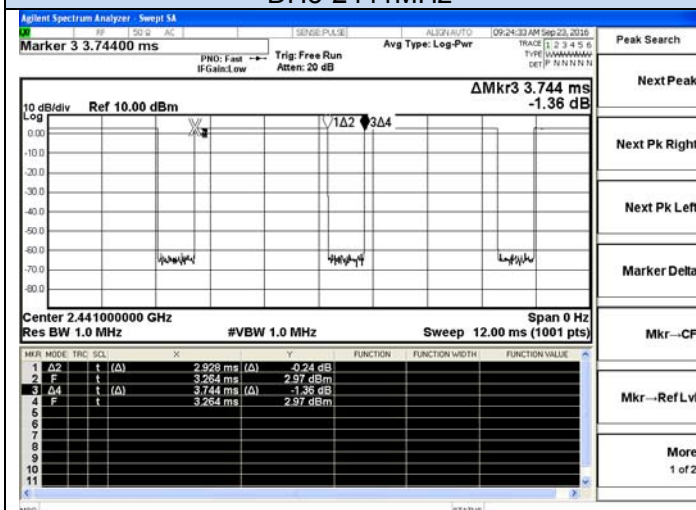 DH5-2441MHz
Agilent Spectrum Analyzer - Swept SA
RF 50 Ω AC SENSE:PULSE ALIGN AUTO 09:24:33 AM Sep 23, 2016
Marker 3 3.74400 ms
PNO: Fast
IFGain:Low
Trig: Free Run
Atten: 20 dB
Avg Type: Log-Pwr
TRACE 1 2 3 4 5 6
TYPE
DET P N N N N N
ΔMkr3 3.744 ms
-1.36 dB
10 dB/div Ref 10.00 dBm
Log
1Δ2 3Δ4
0.00
-10.0
-20.0
-30.0
-40.0
-50.0
-60.0
-70.0
-80.0
Center 2.441000000 GHz Span 0 Hz
Res BW 1.0 MHz #VBW 1.0 MHz Sweep 12.00 ms (1001 pts)
MKR MODE TRC SCL X Y FUNCTION FUNCTION WIDTH FUNCTION VALUE
1 Δ2 t (Δ) 2.928 ms (Δ) -0.24 dB
2 F t 3.264 ms 2.97 dBm
3 Δ4 t (Δ) 3.744 ms (Δ) -1.36 dB
4 F t 3.264 ms 2.97 dBm
5
6
7
8
9
10
11
MSG STATUS
Peak Search
Next Peak
Next Pk Right
Next Pk Left
Marker Delta
Mkr→CF
Mkr→Ref Lvl
More
1 of 2